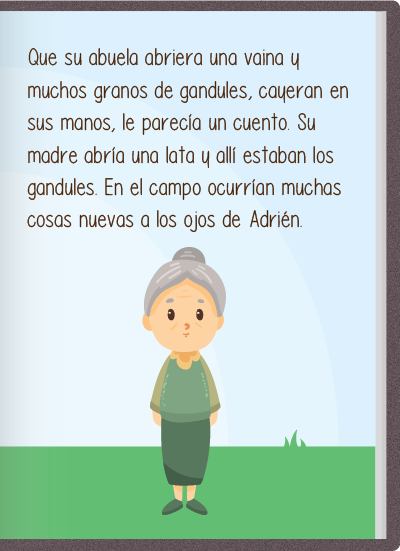 Que su abuela abriera una vaina y
muchos granos de gandules, cayeran en
sus manos, le parecía un cuento. Su
madre abría una lata y allí estaban los
gandules. En el campo ocurrían muchas
cosas nuevas a los ojos de Adrién.